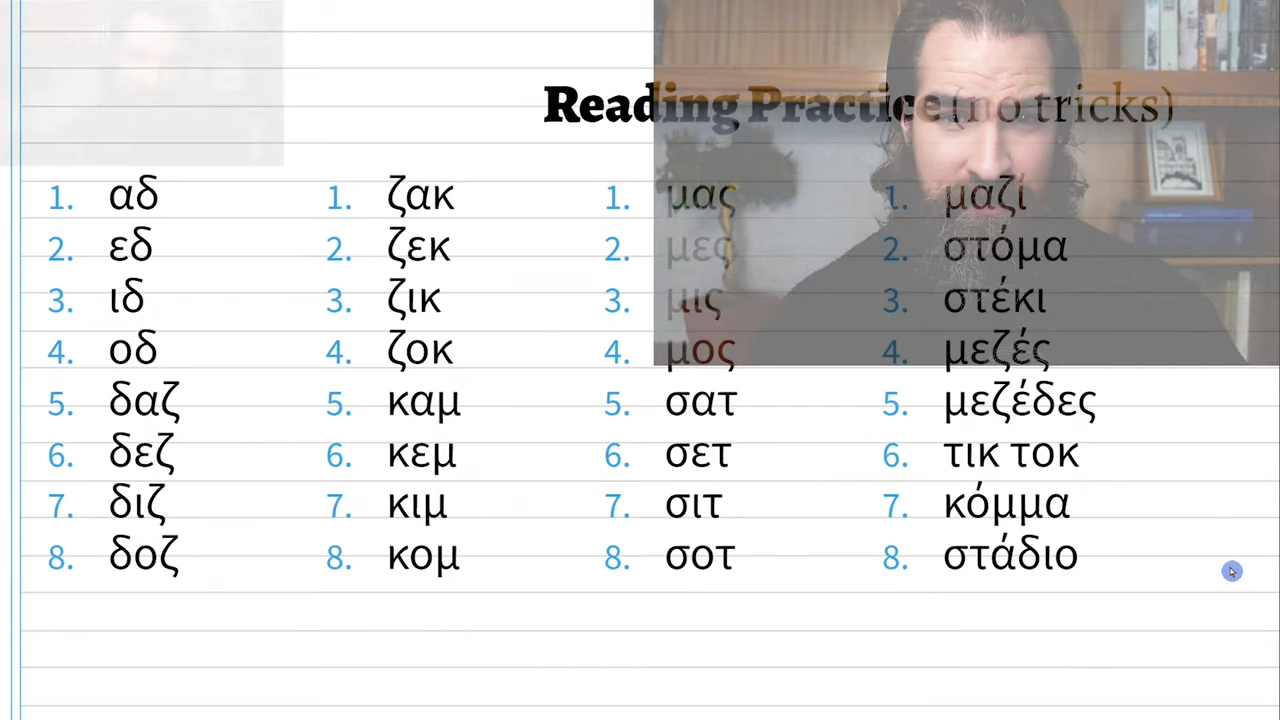 Reading Practice (no tricks)
1. αδ
2. εδ
3. ιδ
4. οδ
5. δαζ
6. δεζ
7. διζ
8. δοζ
1. ζακ
2. ζεκ
3. ζικ
4. ζοκ
5. καμ
6. κεμ
7. κιμ
8. κομ
1. μας
2. μες
3. μις
4. μος
5. σατ
6. σετ
7. σιτ
8. σοτ
1. μαζί
2. στόμα
3. στέκι
4. μεζές
5. μεζέδες
6. τικ τοκ
7. κόμμα
8. στάδιο